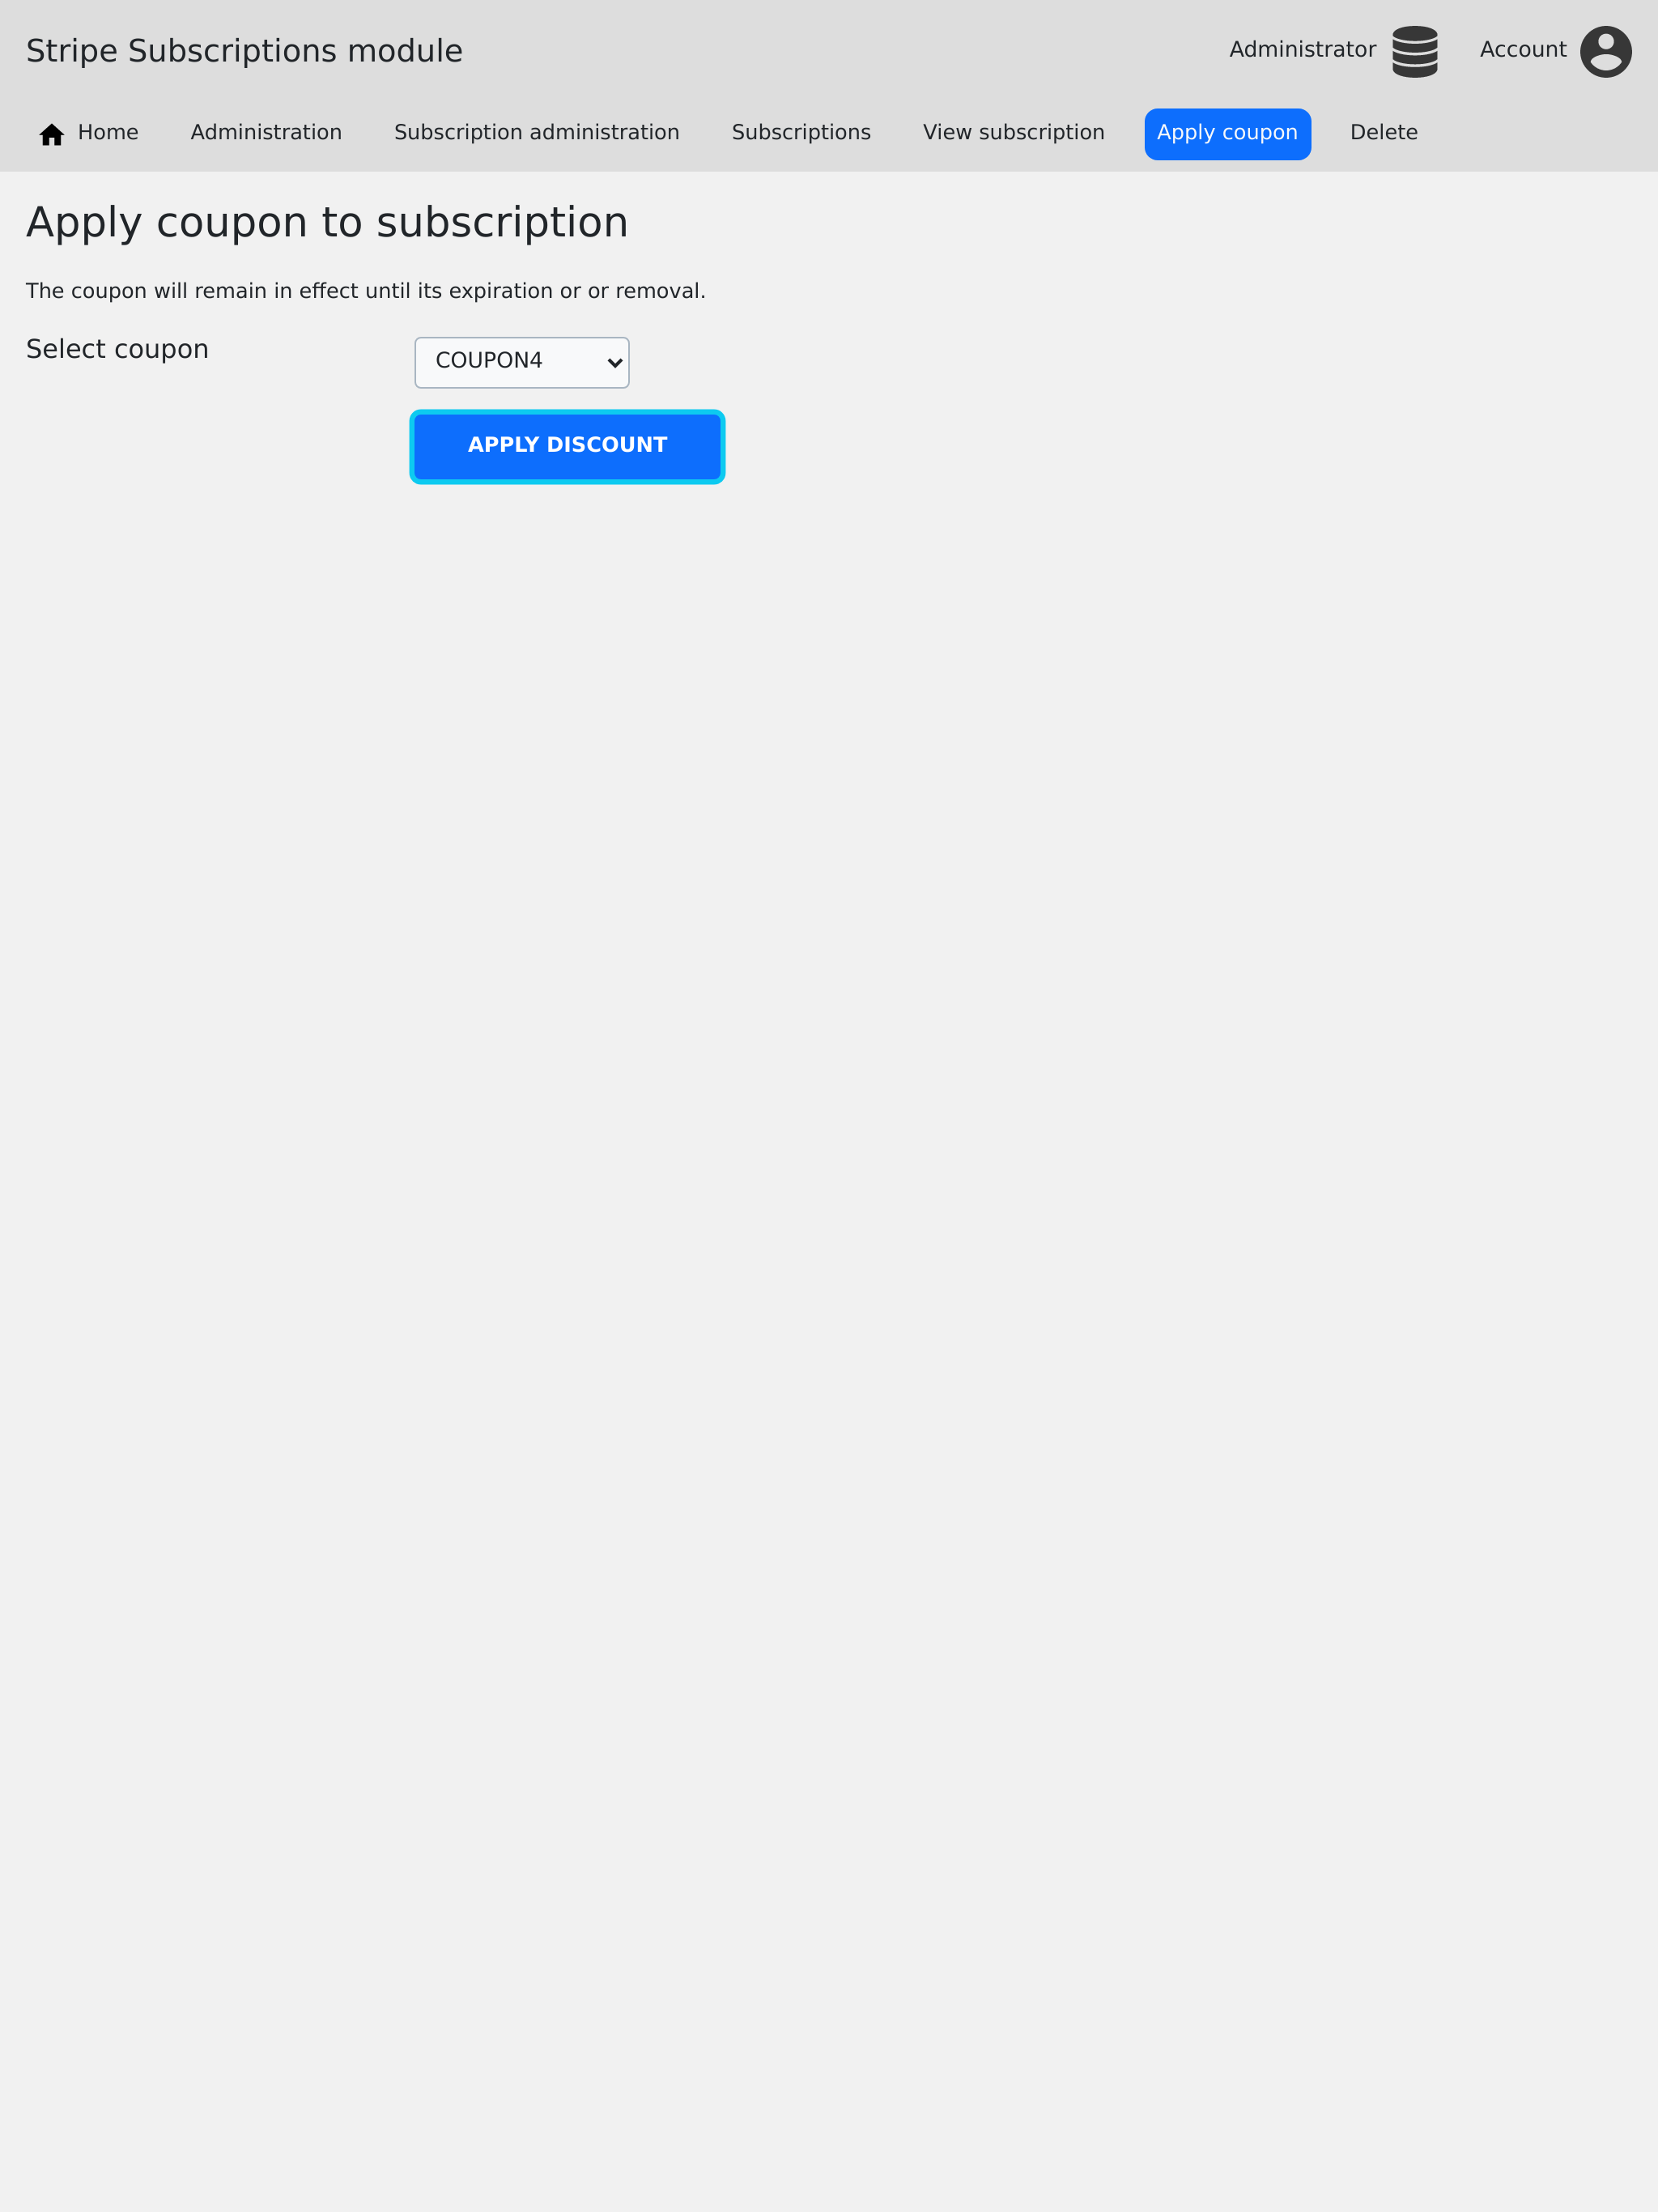 Stripe Subscriptions module
Administrator
Account
Home Administration Subscription administration Subscriptions View subscription Apply coupon Delete
Apply coupon to subscription
The coupon will remain in effect until its expiration or or removal.
Select coupon
COUPON4
APPLY DISCOUNT